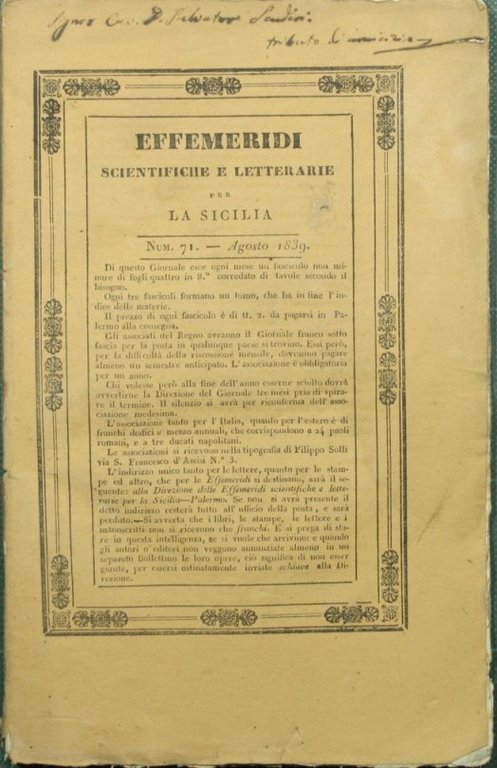 Cav. D. Salvatore
tributo di amicizia
EFFEMERIDI
SCIENTIFICHE E LETTERARIE
PER
LA SICILIA
NUM. 71. — Agosto 1839.
Di questo Giornale esce ogni mese un fascicolo non mi-
nore di fogli quattro in 8.º corredato di tavole secondo il
bisogno.
Ogni tre fascicoli formano un tomo, che ha in fine l'in-
dice delle materie.
Il prezzo di ogni fascicolo è di tt. 2. da pagarsi in Pa-
lermo alla consegna.
Gli associati del Regno avranno il Giornale franco sotto
fascia per la posta in qualunque paese si trovino. Essi però,
per la difficoltà della riscossione mensile, dovranno pagare
almeno un semestre anticipato. L'associazione è obbligatoria
per un anno.
Chi volesse però alla fine dell'anno esserne sciolto dovrà
avvertirne la Direzione del Giornale tre mesi pria di spira-
re il termine. Il silenzio si avrà per riconferma dell'asso-
ciazione medesima.
L'associazione tanto per l'Italia, quanto per l'estero è di
franchi dodici e mezzo annuali, che corrispondono a 24 paoli
romani, e a tre ducati napolitani.
Le associazioni si ricevono nella tipografia di Filippo Solli
via S. Francesco d'Assisi N.º 3.
L'indirizzo unico tanto per le lettere, quanto per le stam-
pe ed altro, che per le Effemeridi si destinano, sarà il se-
guente: alla Direzione delle Effemeridi scientifiche e lette-
rarie per la Sicilia—Palermo. Se non si avrà presente il
detto indirizzo resterà tutto all'ufficio della posta, e sarà
perduto.—Si avverta che i libri, le stampe, le lettere e i
manoscritti non si ricevono che franchi. E si prega di sta-
re in questa intelligenza, se si vuole che arrivino; e quando
gli autori o editori non veggono annunziate almeno in un
separato Bollettino le loro opere, ciò significa di non esser
giunte, per essersi ostinatamente inviate schiave alla Di-
rezione.